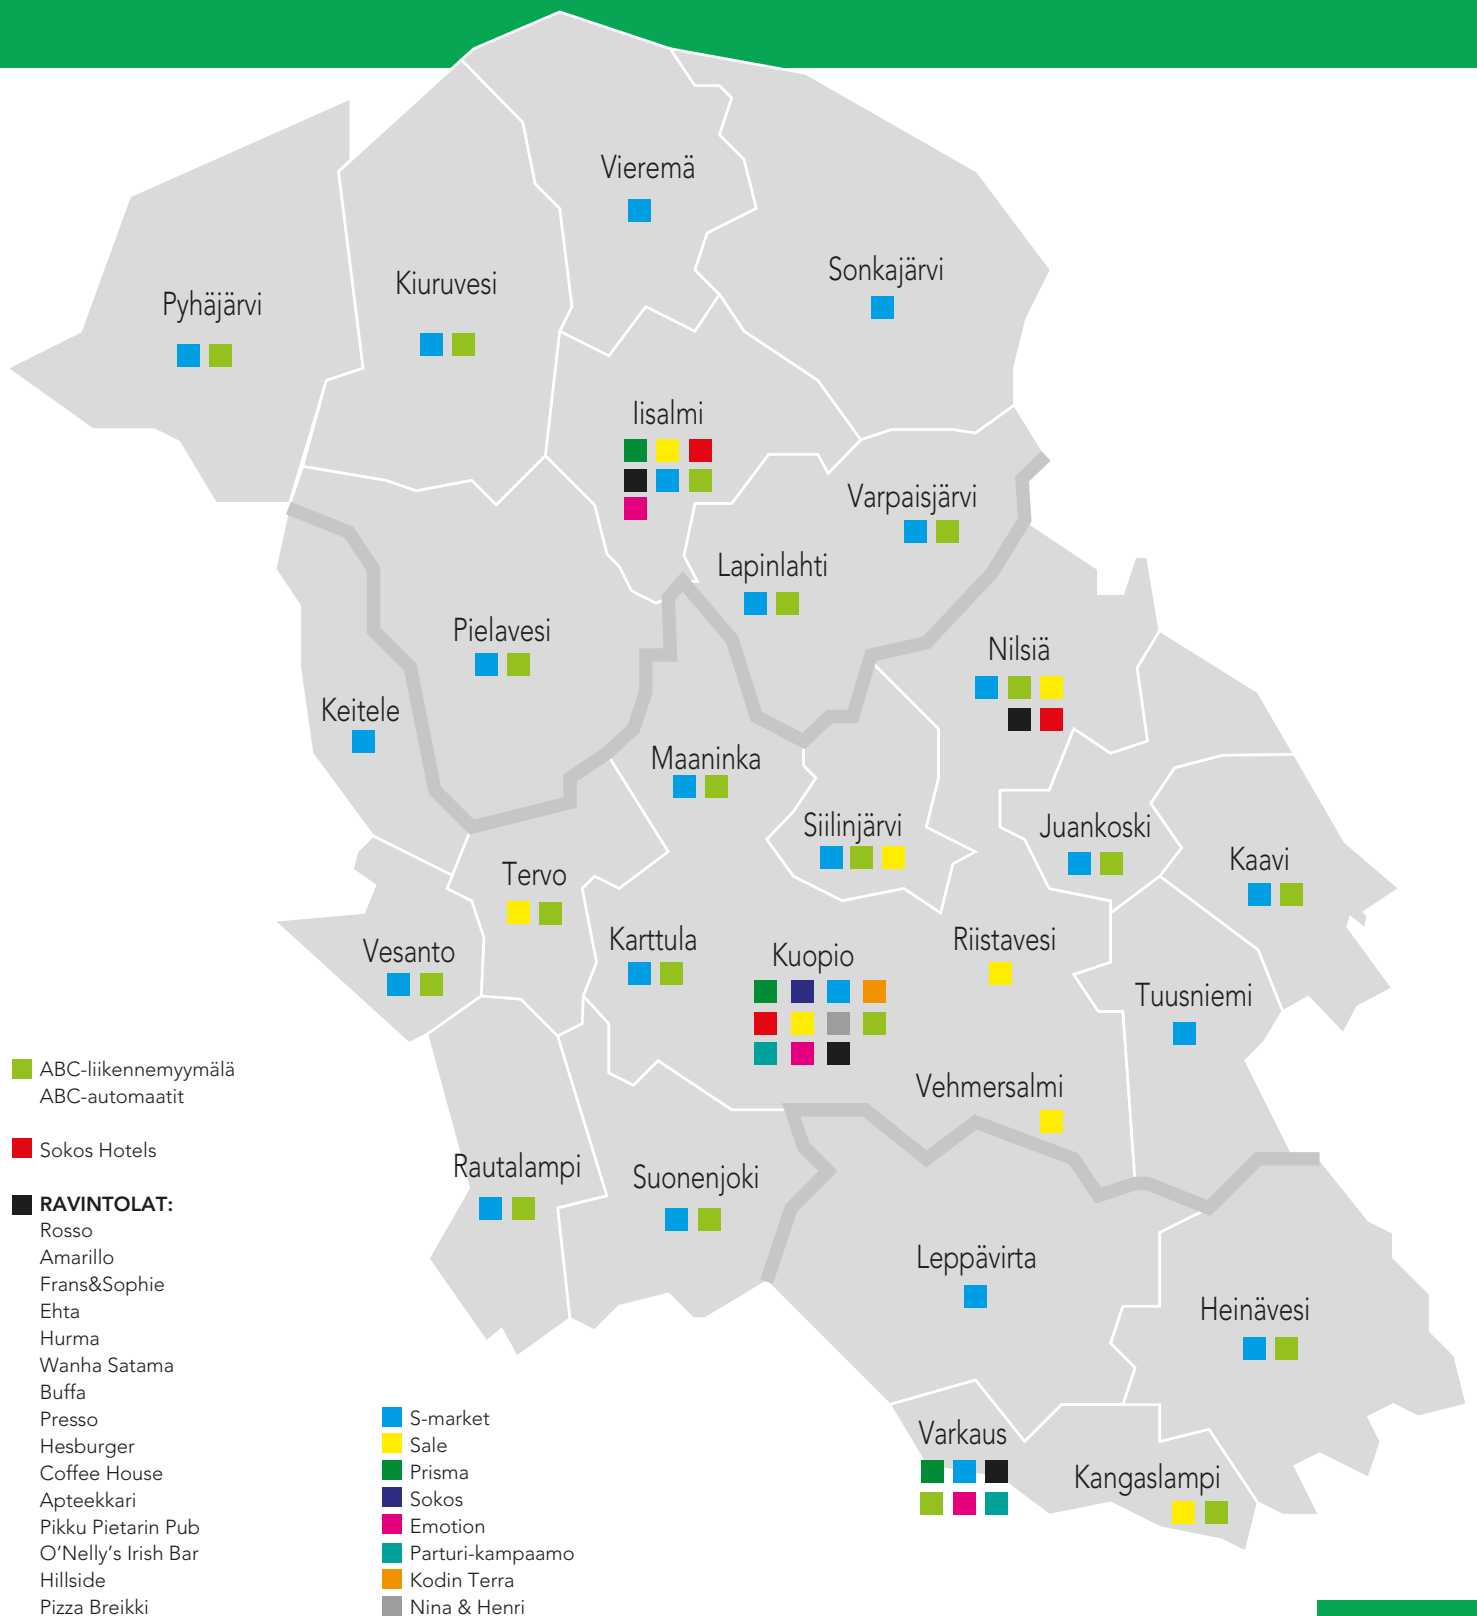 Vieremä
Sonkajärvi
Kiuruvesi
Pyhäjärvi
Iisalmi
Varpaisjärvi
Lapinlahti
Pielavesi
Nilsiä
Keitele
Maaninka
Siilinjärvi
Juankoski
Kaavi
Tervo
Vesanto
Karttula
Kuopio
Riistavesi
Tuusniemi
Vehmersalmi
Rautalampi
Suonenjoki
Leppävirta
Heinävesi
Varkaus
Kangaslampi
ABC-liikennemyymälä
ABC-automaatit
Sokos Hotels
RAVINTOLAT:
Rosso
Amarillo
Frans&Sophie
Ehta
Hurma
Wanha Satama
Buffa
Presso
Hesburger
Coffee House
Apteekkari
Pikku Pietarin Pub
O'Nelly's Irish Bar
Hillside
Pizza Breikki
S-market
Sale
Prisma
Sokos
Emotion
Parturi-kampaamo
Kodin Terra
Nina & Henri